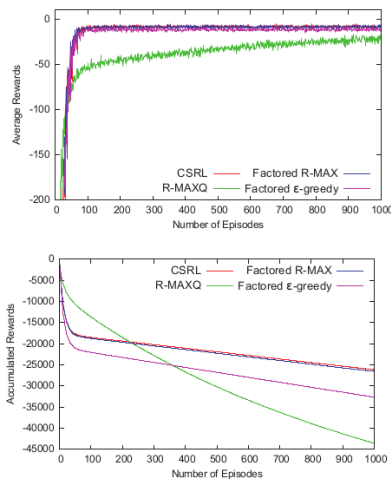 0
-50
-100
-150
-200
Average Rewards
CSRL Factored R-MAX
R-MAXQ Factored ε-greedy
0 100 200 300 400 500 600 700 800 900 1000
Number of Episodes
0
-5000
-10000
-15000
-20000
-25000
-30000
-35000
-40000
-45000
Accumulated Rewards
CSRL Factored R-MAX
R-MAXQ Factored ε-greedy
0 100 200 300 400 500 600 700 800 900 1000
Number of Episodes